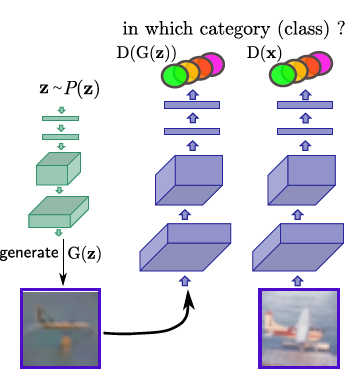 in which category (class) ?
D(G(z)) D(x)
z ~ P(z)
generate G(z)